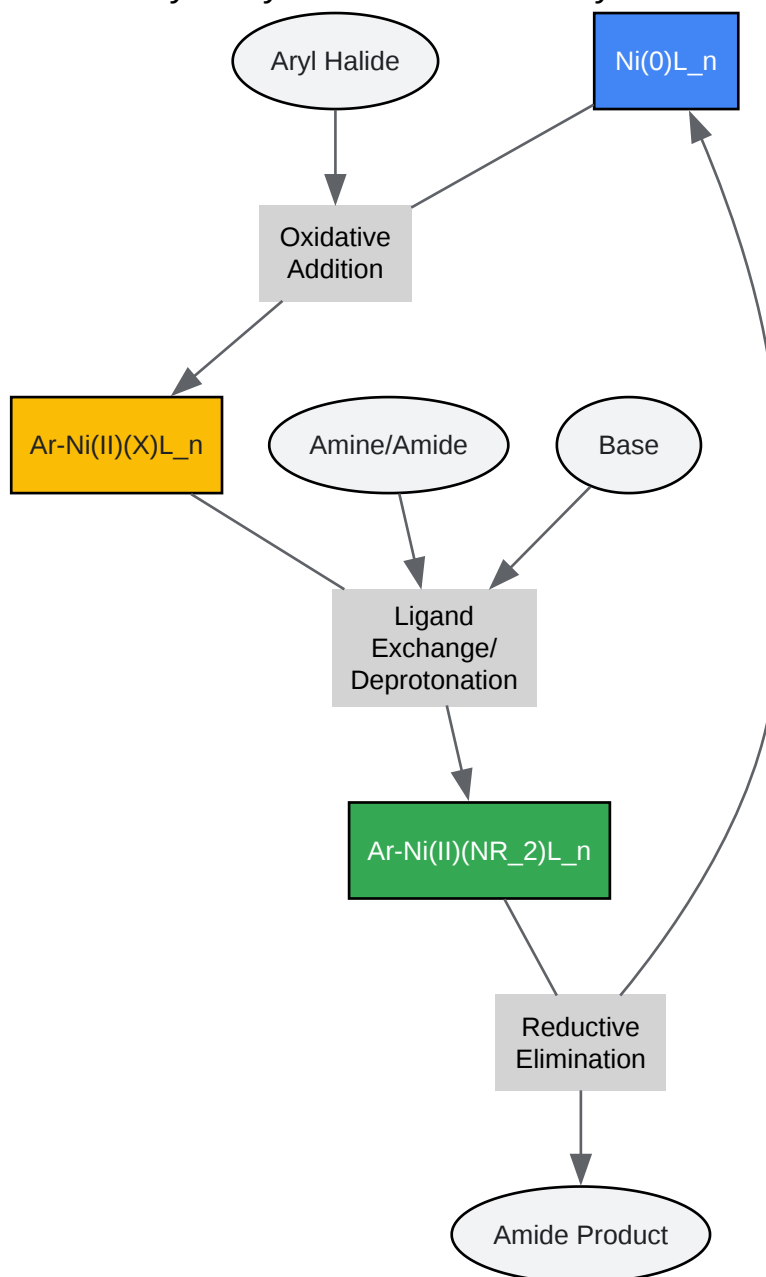 Aryl Halide
Ni(0)L_n
Oxidative
Addition
Ar-Ni(II)(X)L_n
Amine/Amide
Base
Ligand
Exchange/
Deprotonation
Ar-Ni(II)(NR_2)L_n
Reductive
Elimination
Amide Product